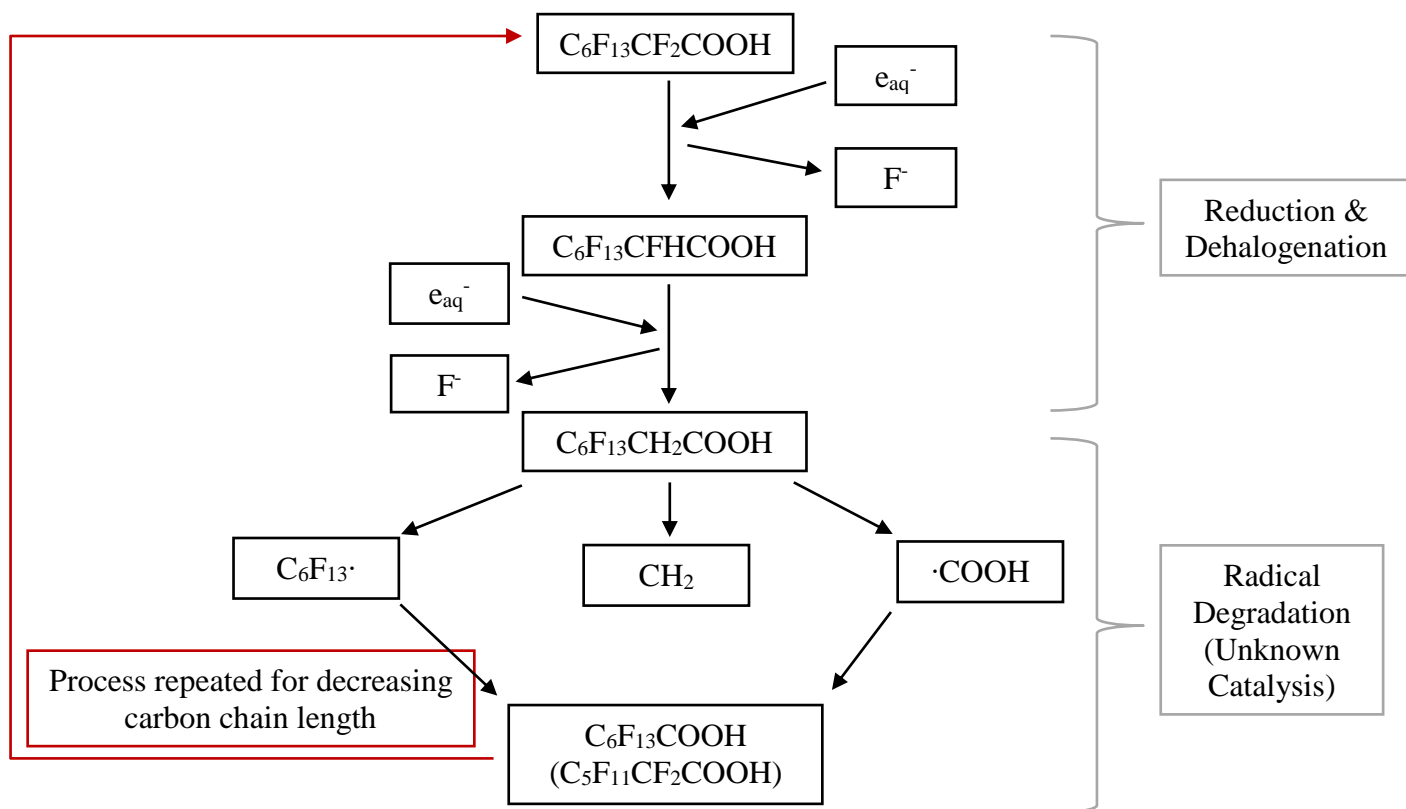 C₆F₁₃CF₂COOH
eₐq⁻
F⁻
Reduction &
Dehalogenation
C₆F₁₃CFHCOOH
eₐq⁻
F⁻
C₆F₁₃CH₂COOH
C₆F₁₃·
CH₂
·COOH
Radical
Degradation
(Unknown
Catalysis)
Process repeated for decreasing
carbon chain length
C₆F₁₃COOH
(C₅F₁₁CF₂COOH)